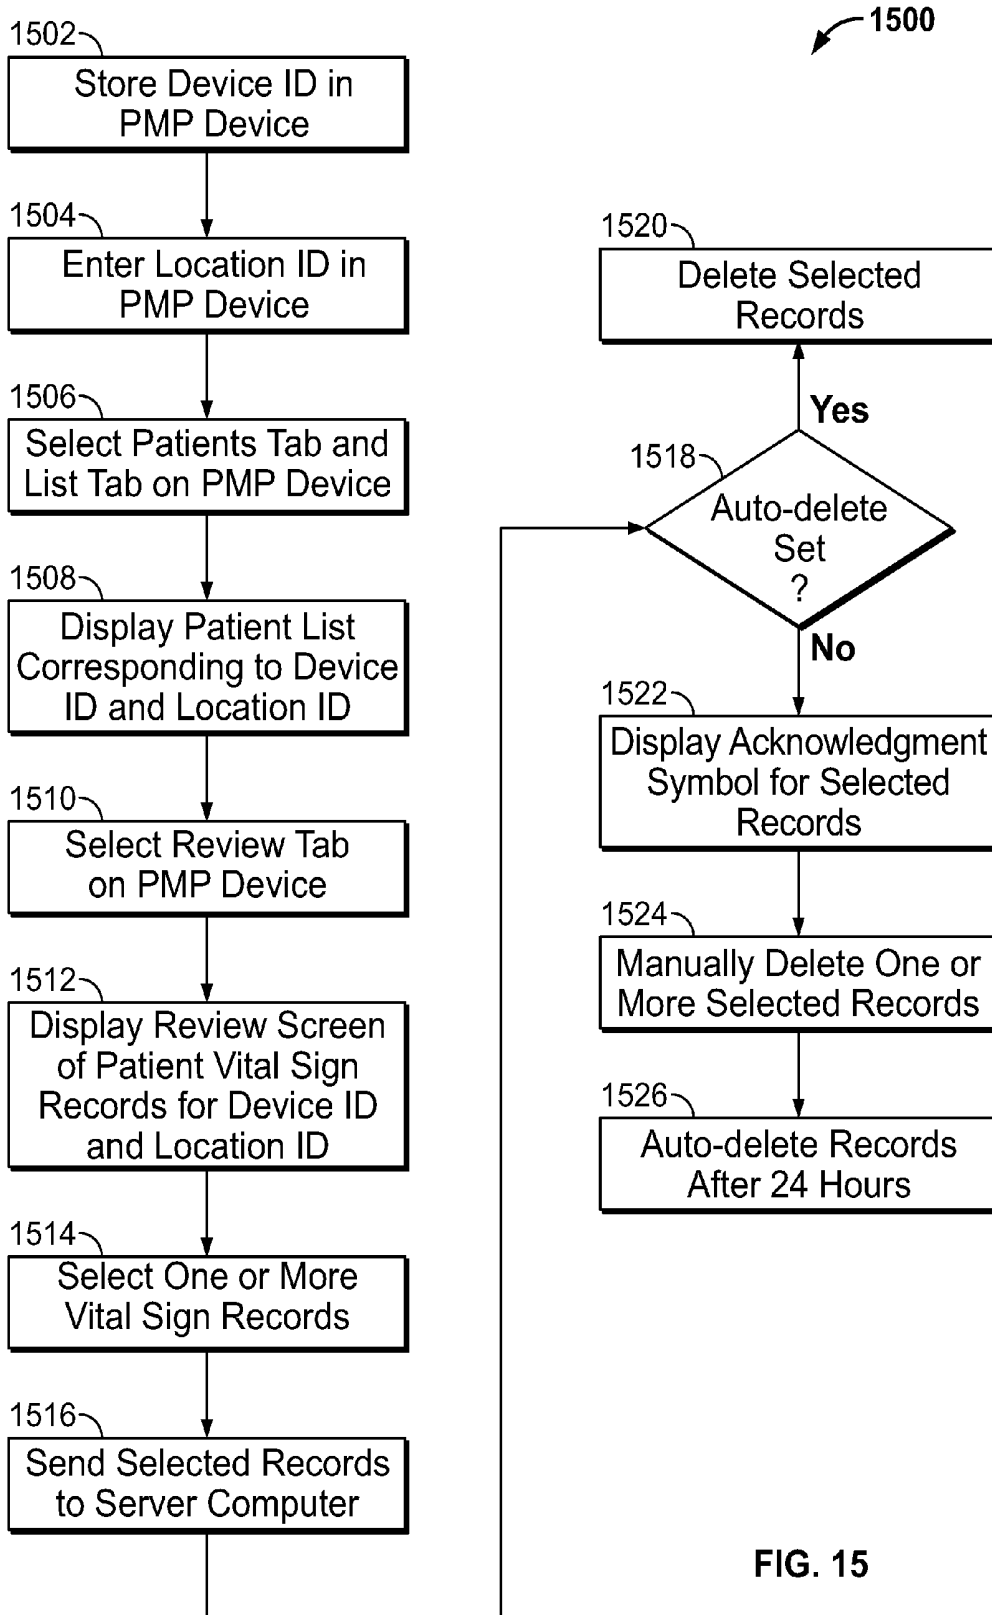 1500
1502
Store Device ID in
PMP Device
1504
Enter Location ID in
PMP Device
1506
Select Patients Tab and
List Tab on PMP Device
1508
Display Patient List
Corresponding to Device
ID and Location ID
1510
Select Review Tab
on PMP Device
1512
Display Review Screen
of Patient Vital Sign
Records for Device ID
and Location ID
1514
Select One or More
Vital Sign Records
1516
Send Selected Records
to Server Computer
1520
Delete Selected
Records
Yes
1518
Auto-delete
Set
?
No
1522
Display Acknowledgment
Symbol for Selected
Records
1524
Manually Delete One or
More Selected Records
1526
Auto-delete Records
After 24 Hours
FIG. 15